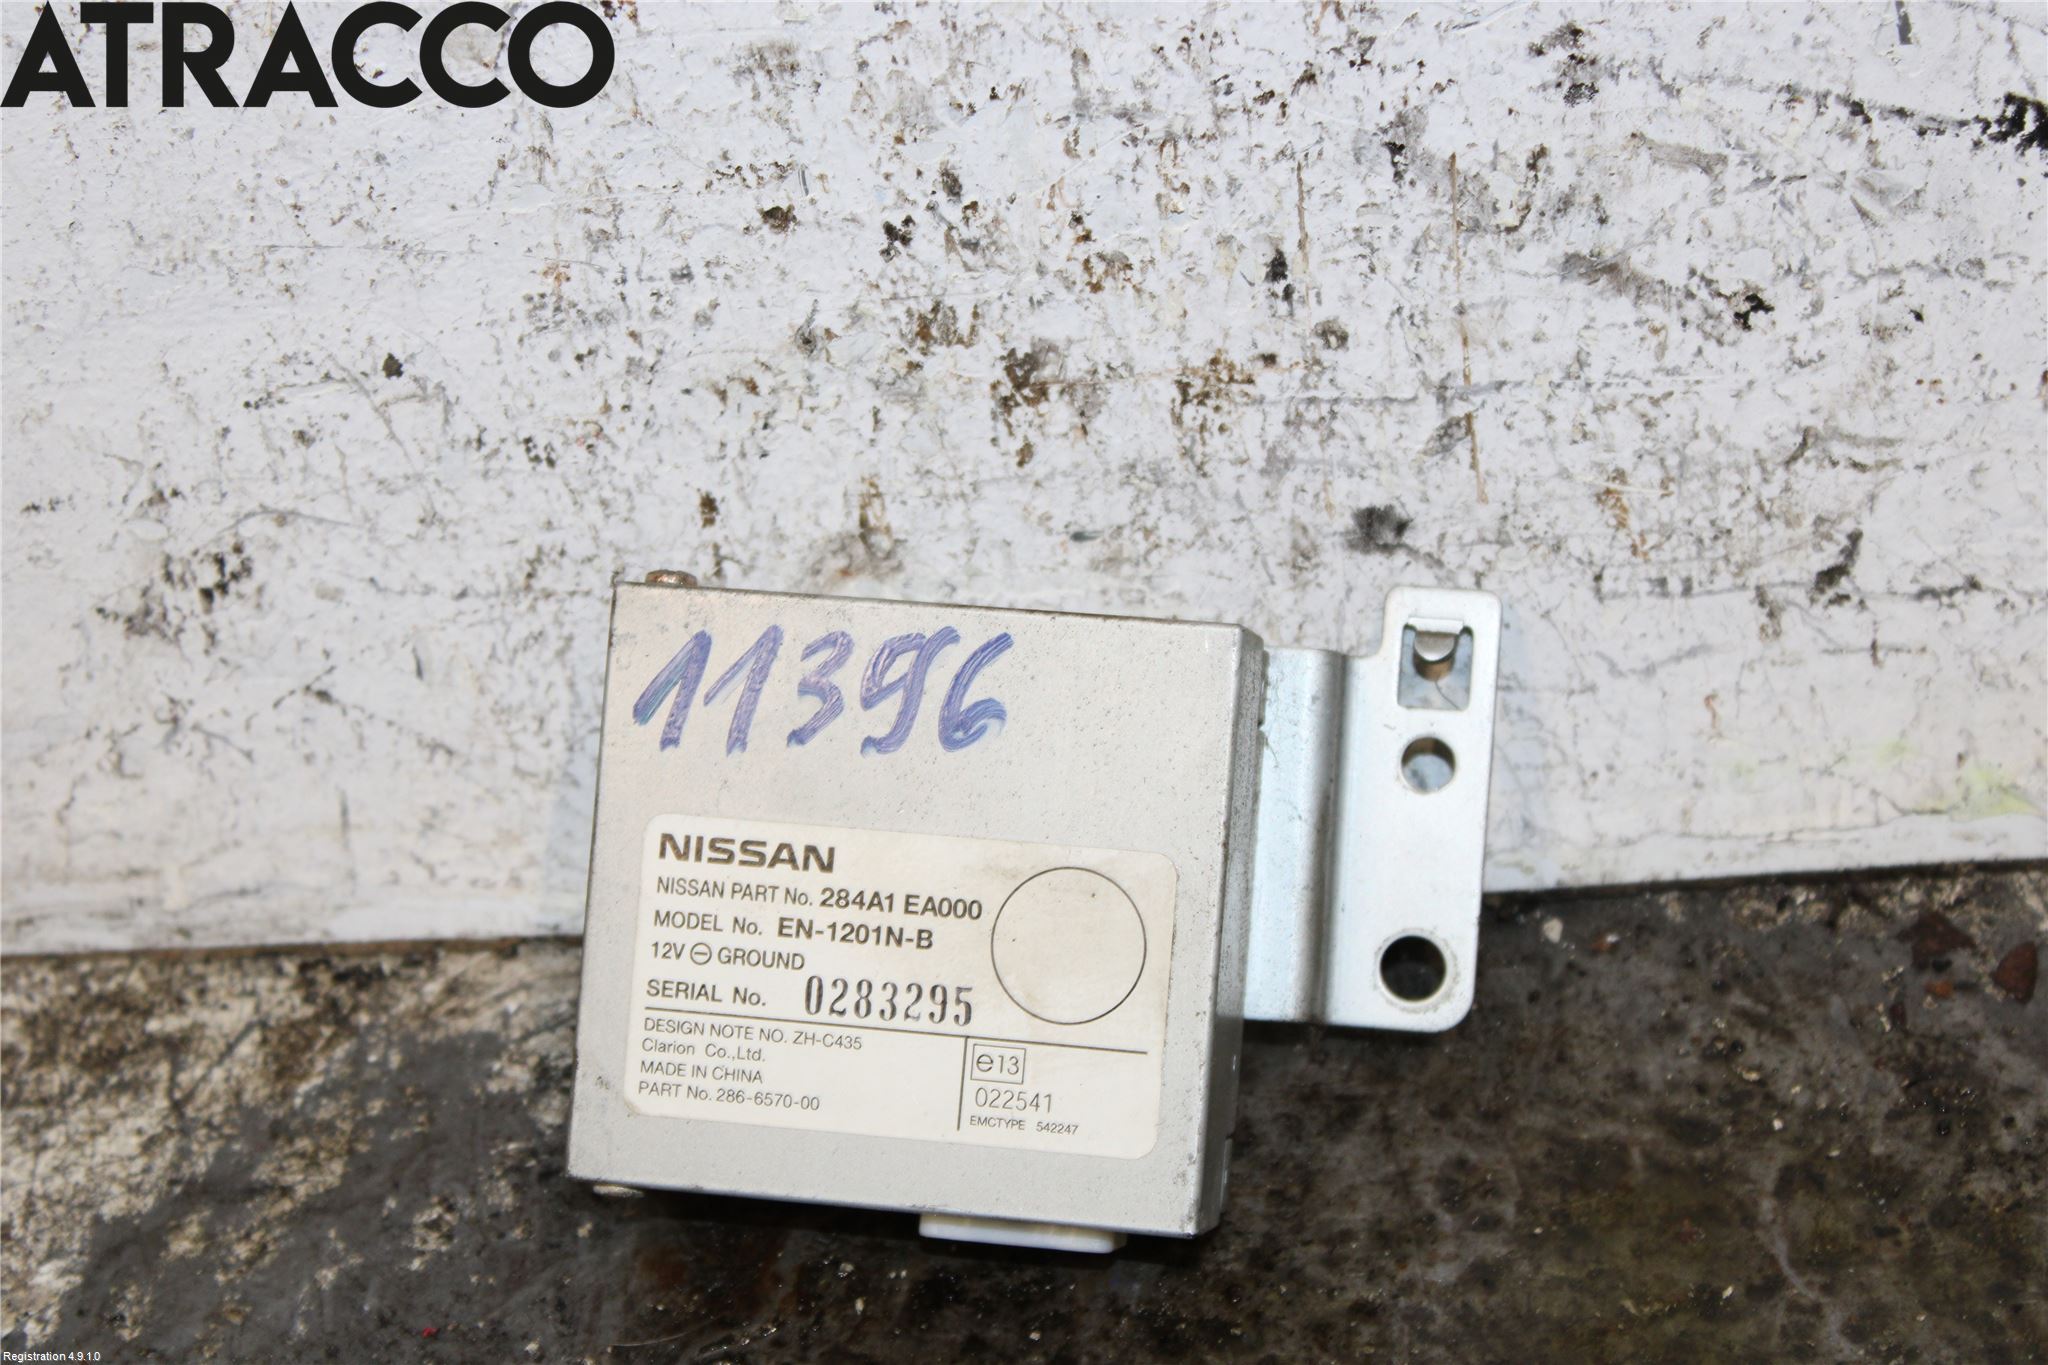 ATRACCO
11396
NISSAN
NISSAN PART No. 284A1 EA000
MODEL No. EN-1201N-B
12V ⊖ GROUND
SERIAL No. 0283295
DESIGN NOTE NO. ZH-C435
Clarion Co.,Ltd.
MADE IN CHINA
PART No. 286-6570-00
e13
022541
EMCTYPE 542247
Registration 4.9.1.0